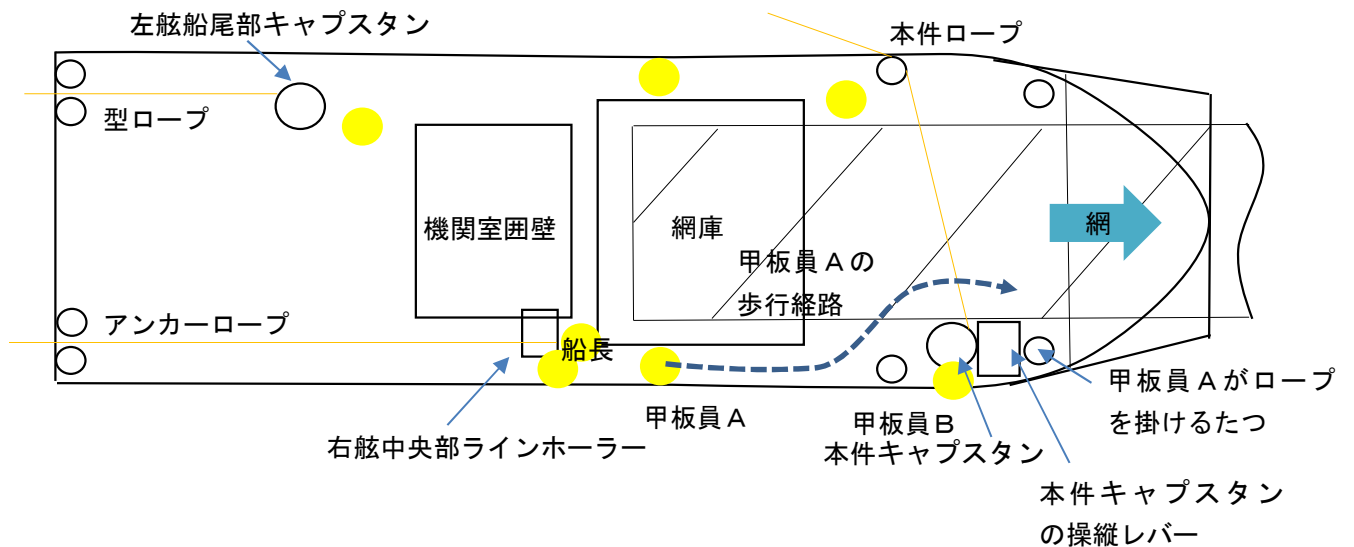 左舷船尾部キャプスタン
本件ロープ
型ロープ
機関室囲壁
網庫
網
甲板員Ａの
歩行経路
アンカーロープ
船長
甲板員Ａ
右舷中央部ラインホーラー
甲板員Ｂ
本件キャプスタン
甲板員Ａがロープ
を掛けるたつ
本件キャプスタン
の操縦レバー